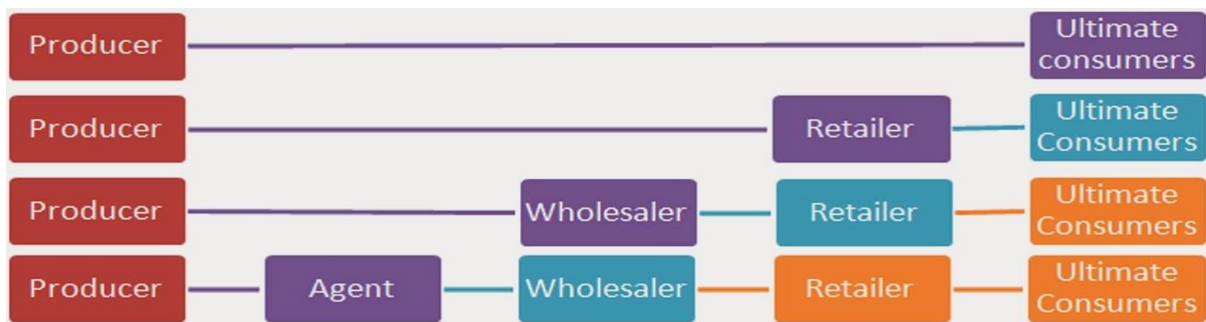 Producer
Ultimate
consumers
Producer
Retailer
Ultimate
Consumers
Producer
Wholesaler
Retailer
Ultimate
Consumers
Producer
Agent
Wholesaler
Retailer
Ultimate
Consumers